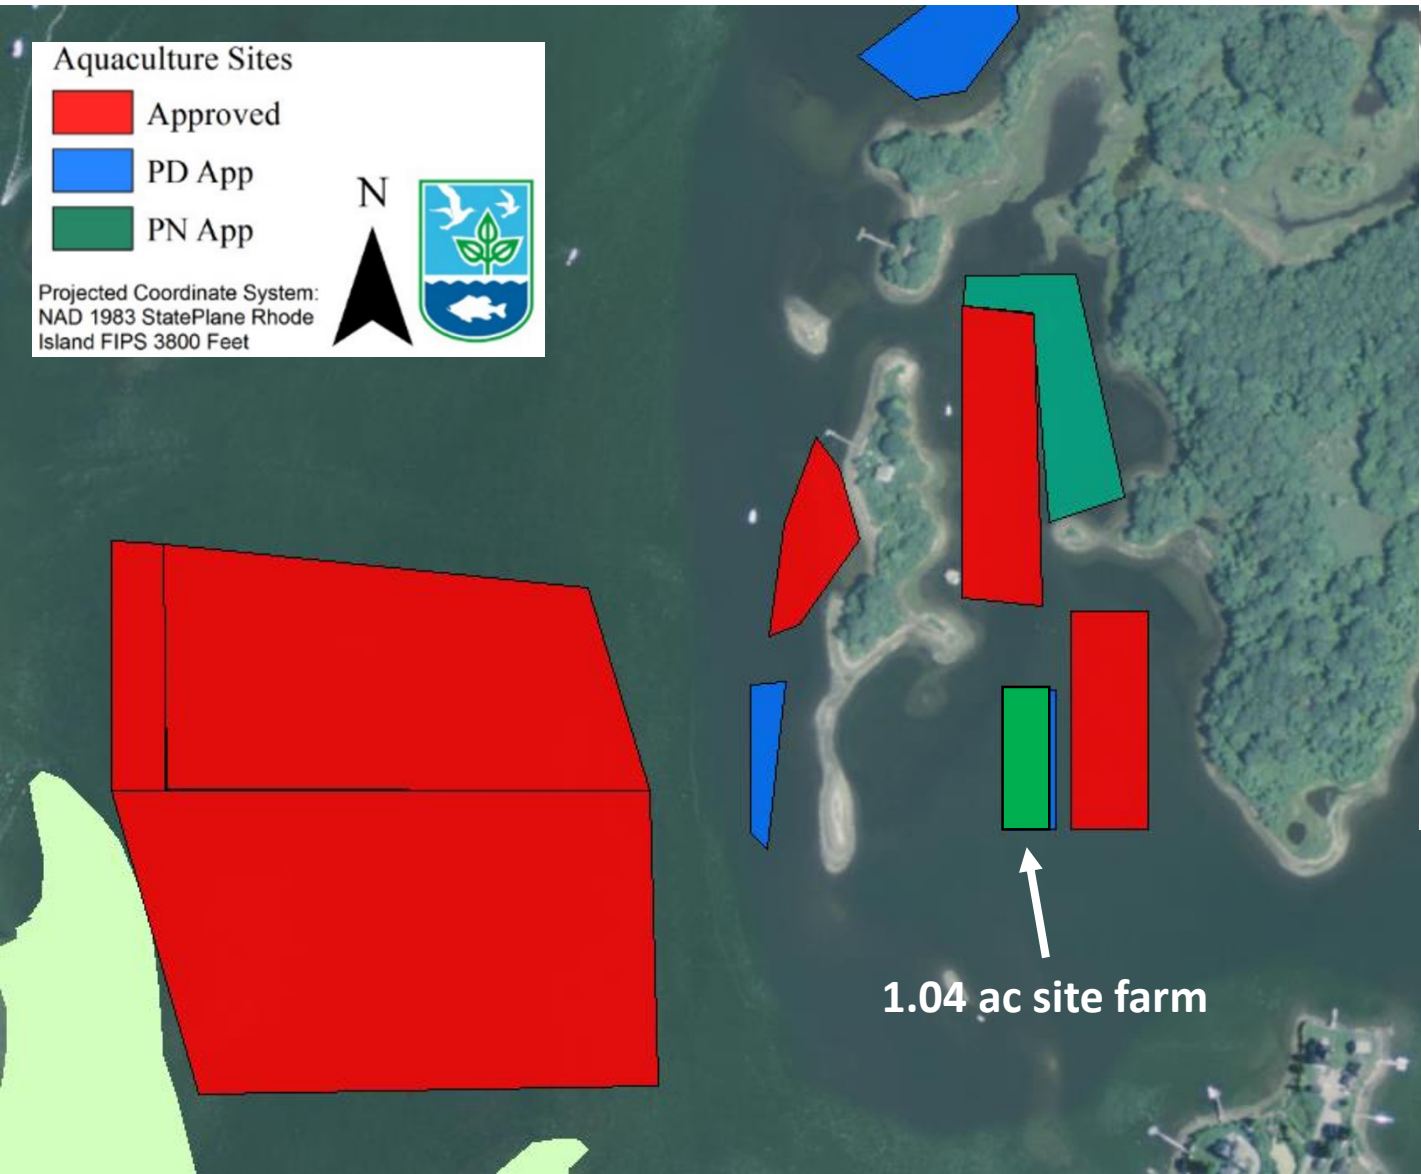 Aquaculture Sites
Approved
PD App
PN App
N
Projected Coordinate System:
NAD 1983 StatePlane Rhode
Island FIPS 3800 Feet
1.04 ac site farm